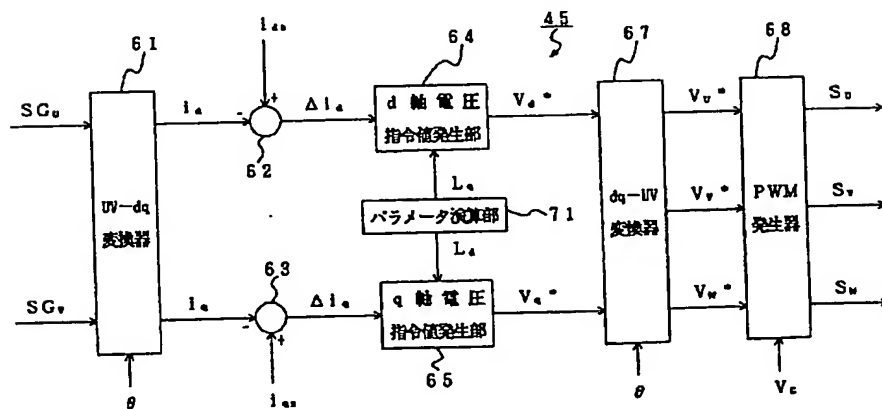 61
SGU
SGV
UV−dq
変換器
θ
id
iq
ids
iqs
+
-
62
63
-
+
Δid
Δiq
64
d 軸 電 圧
指令値発生部
Lq
パラメータ演算部
71
Ld
q 軸 電 圧
指令値発生部
65
45
Vd*
Vq*
67
dq−UV
変換器
θ
VU*
VV*
VW*
68
PWM
発生器
SU
SV
SW